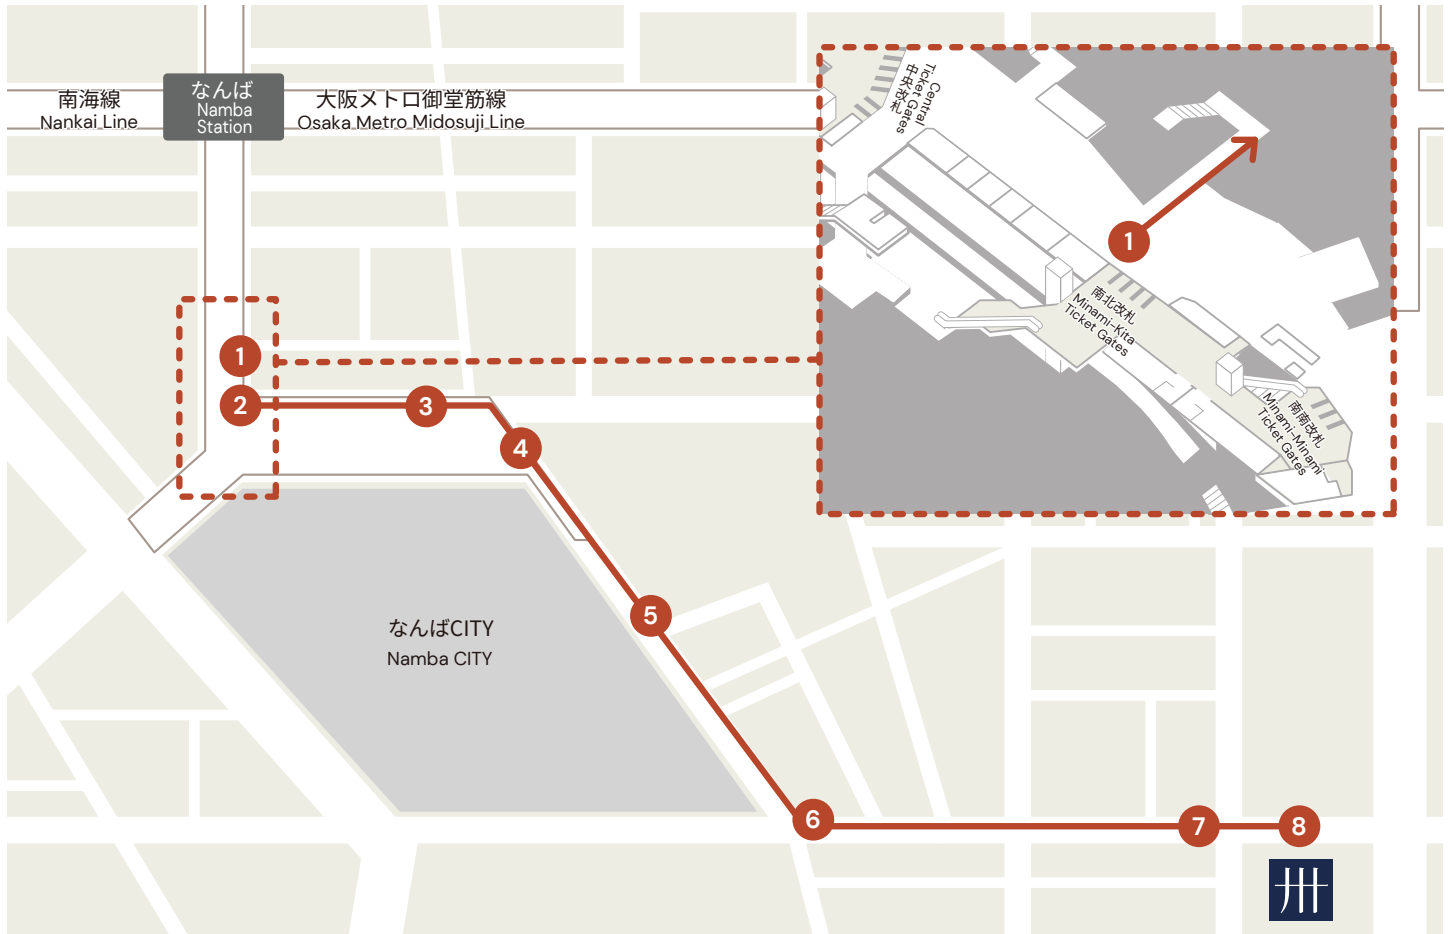 南海線
Nankai Line
なんば
Namba
Station
大阪メトロ御堂筋線
Osaka Metro Midosuji Line
中央改札
Central
Ticket Gates
1
南北改札
Minami-Kita
Ticket Gates
南南改札
Minami-Minami
Ticket Gates
1
2
3
4
5
なんばCITY
Namba CITY
6
7
8
卅